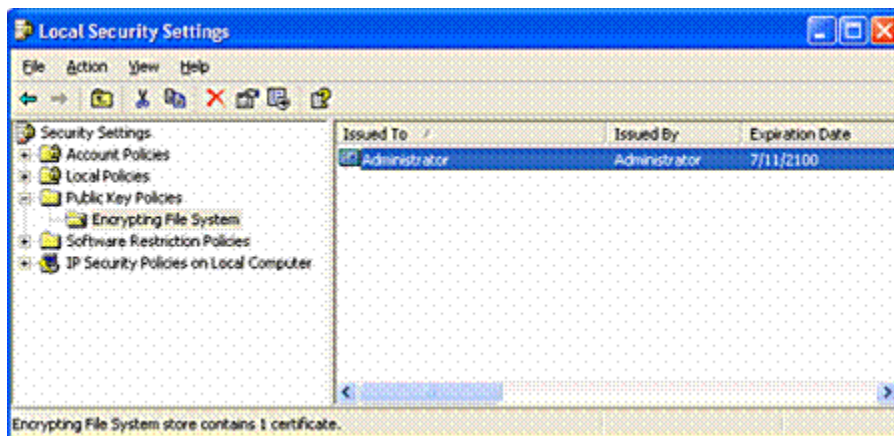 Local Security Settings
File Action View Help
Security Settings
Account Policies
Local Policies
Public Key Policies
Encrypting File System
Software Restriction Policies
IP Security Policies on Local Computer
Issued To Issued By Expiration Date
Administrator Administrator 7/11/2100
Encrypting File System store contains 1 certificate.